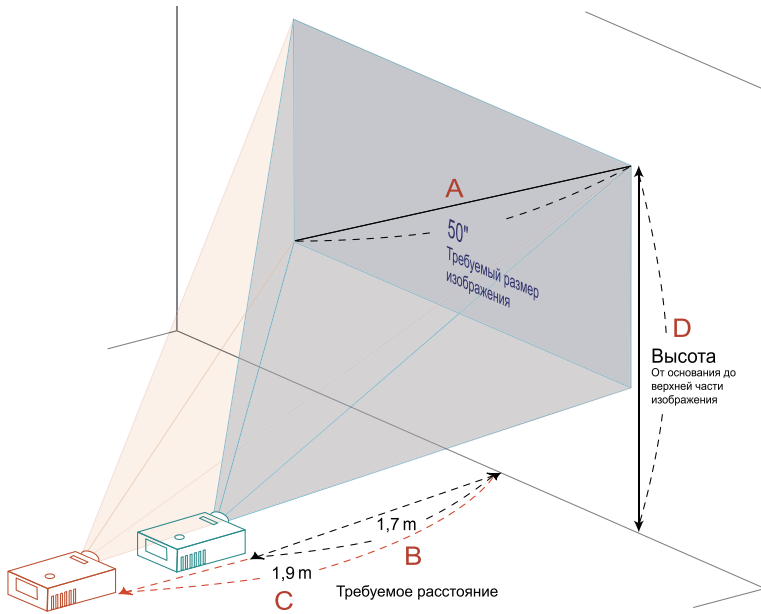 A
50"
Требуемый размер
изображения
D
Высота
От основания до
верхней части
изображения
1,7 m
B
1,9 m
C
Требуемое расстояние